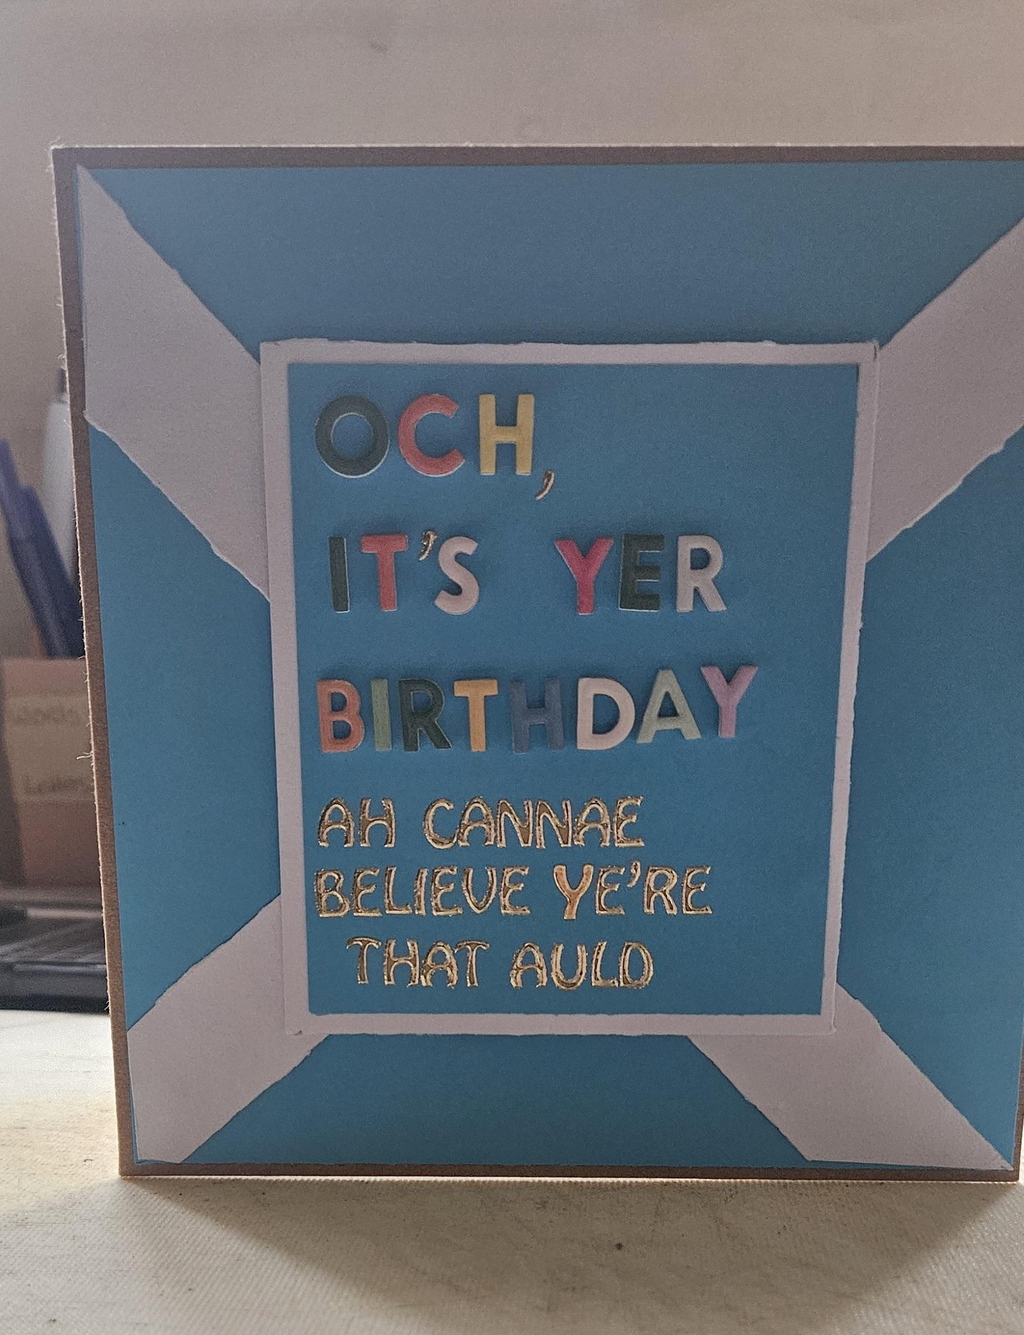 OCH,
IT'S YER
BIRTHDAY
AH CANNAE
BELIEVE YE'RE
THAT AULD